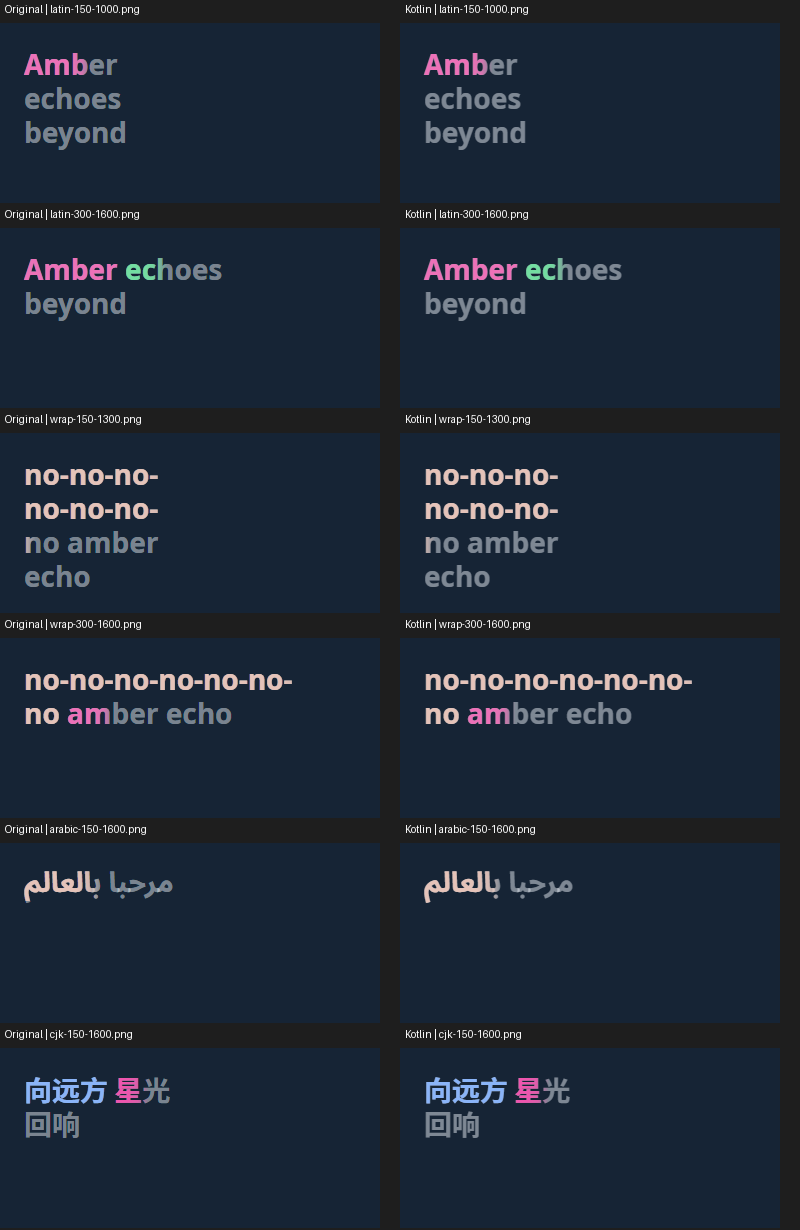 Original | latin-150-1000.png
Kotlin | latin-150-1000.png
Amber
echoes
beyond
Amber
echoes
beyond
Original | latin-300-1600.png
Kotlin | latin-300-1600.png
Amber echoes
beyond
Amber echoes
beyond
Original | wrap-150-1300.png
Kotlin | wrap-150-1300.png
no-no-no-
no-no-no-
no amber
echo
no-no-no-
no-no-no-
no amber
echo
Original | wrap-300-1600.png
Kotlin | wrap-300-1600.png
no-no-no-no-no-no-
no amber echo
no-no-no-no-no-no-
no amber echo
Original | arabic-150-1600.png
Kotlin | arabic-150-1600.png
مرحبا بالعالم
مرحبا بالعالم
Original | cjk-150-1600.png
Kotlin | cjk-150-1600.png
向远方 星光
回响
向远方 星光
回响